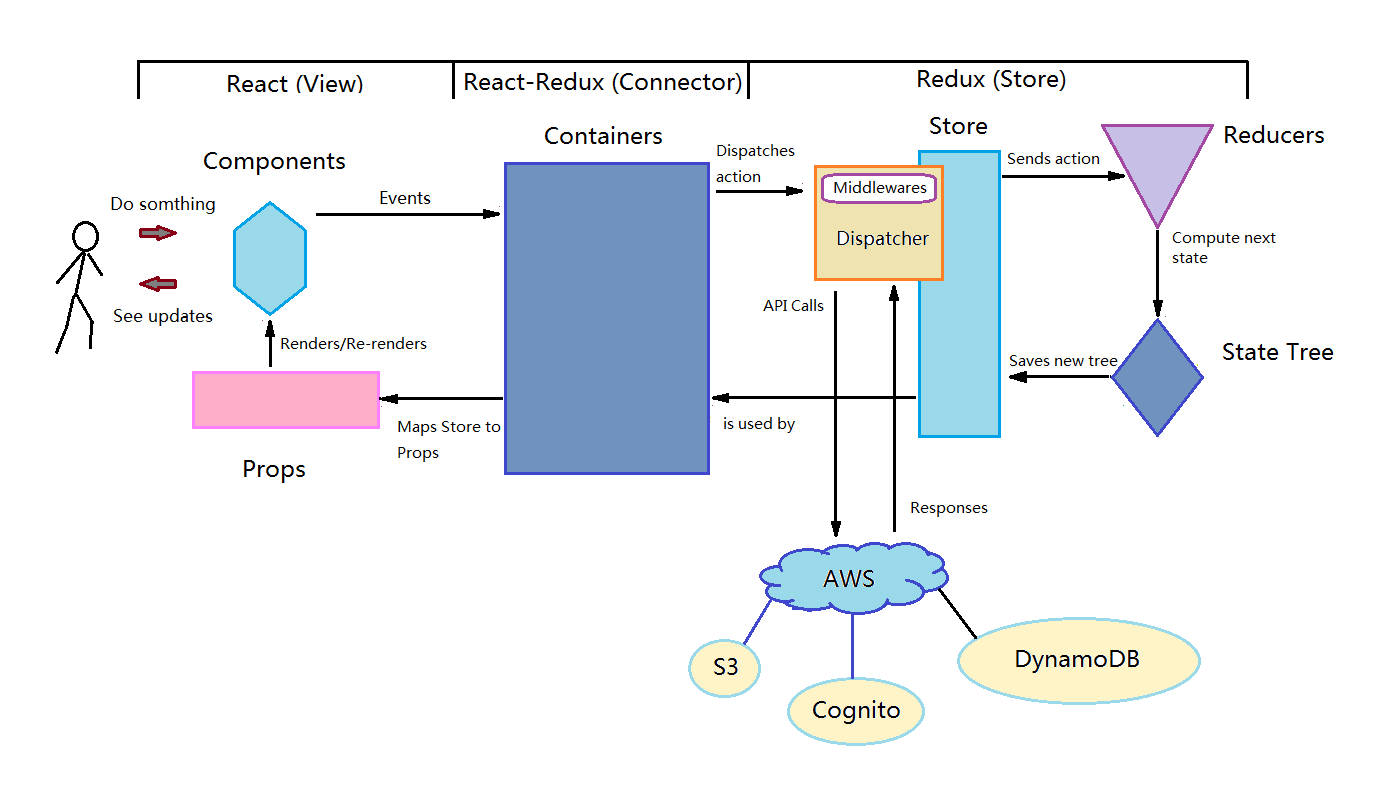 React (View)
React-Redux (Connector)
Redux (Store)
Components
Containers
Store
Reducers
Do somthing
Events
Dispatches
action
Middlewares
Dispatcher
Sends action
Compute next
state
See updates
Renders/Re-renders
API Calls
Saves new tree
State Tree
Maps Store to
Props
is used by
Props
Responses
AWS
S3
Cognito
DynamoDB